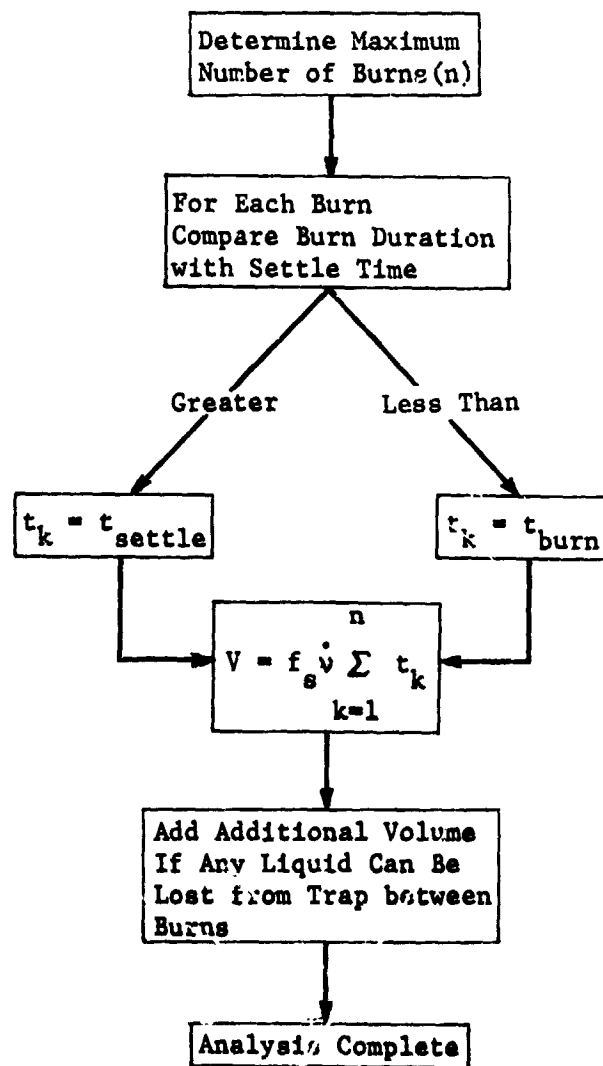 Determine Maximum
Number of Burns(n)
For Each Burn
Compare Burn Duration
with Settle Time
Greater
Less Than
t_k = t_settle
t_k = t_burn
V = f_s ν̇ Σ_{k=1}^{n} t_k
Add Additional Volume
If Any Liquid Can Be
Lost from Trap between
Burns
Analysis Complete